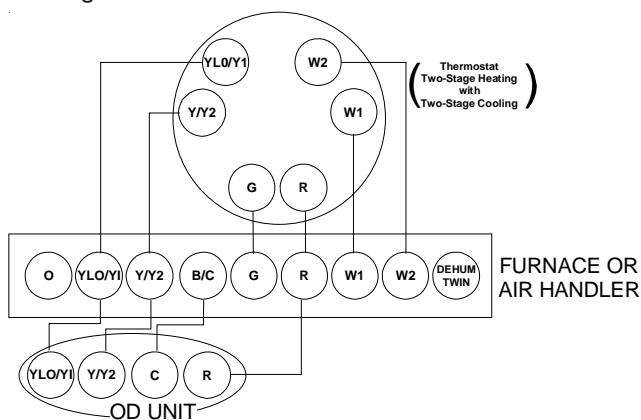 YL0/Y1
W2
Thermostat
Two-Stage Heating
with
Two-Stage Cooling
Y/Y2
W1
G
R
O
YLO/YI
Y/Y2
B/C
G
R
W1
W2
DEHUM
TWIN
FURNACE OR
AIR HANDLER
YLO/YI
Y/Y2
C
R
OD UNIT